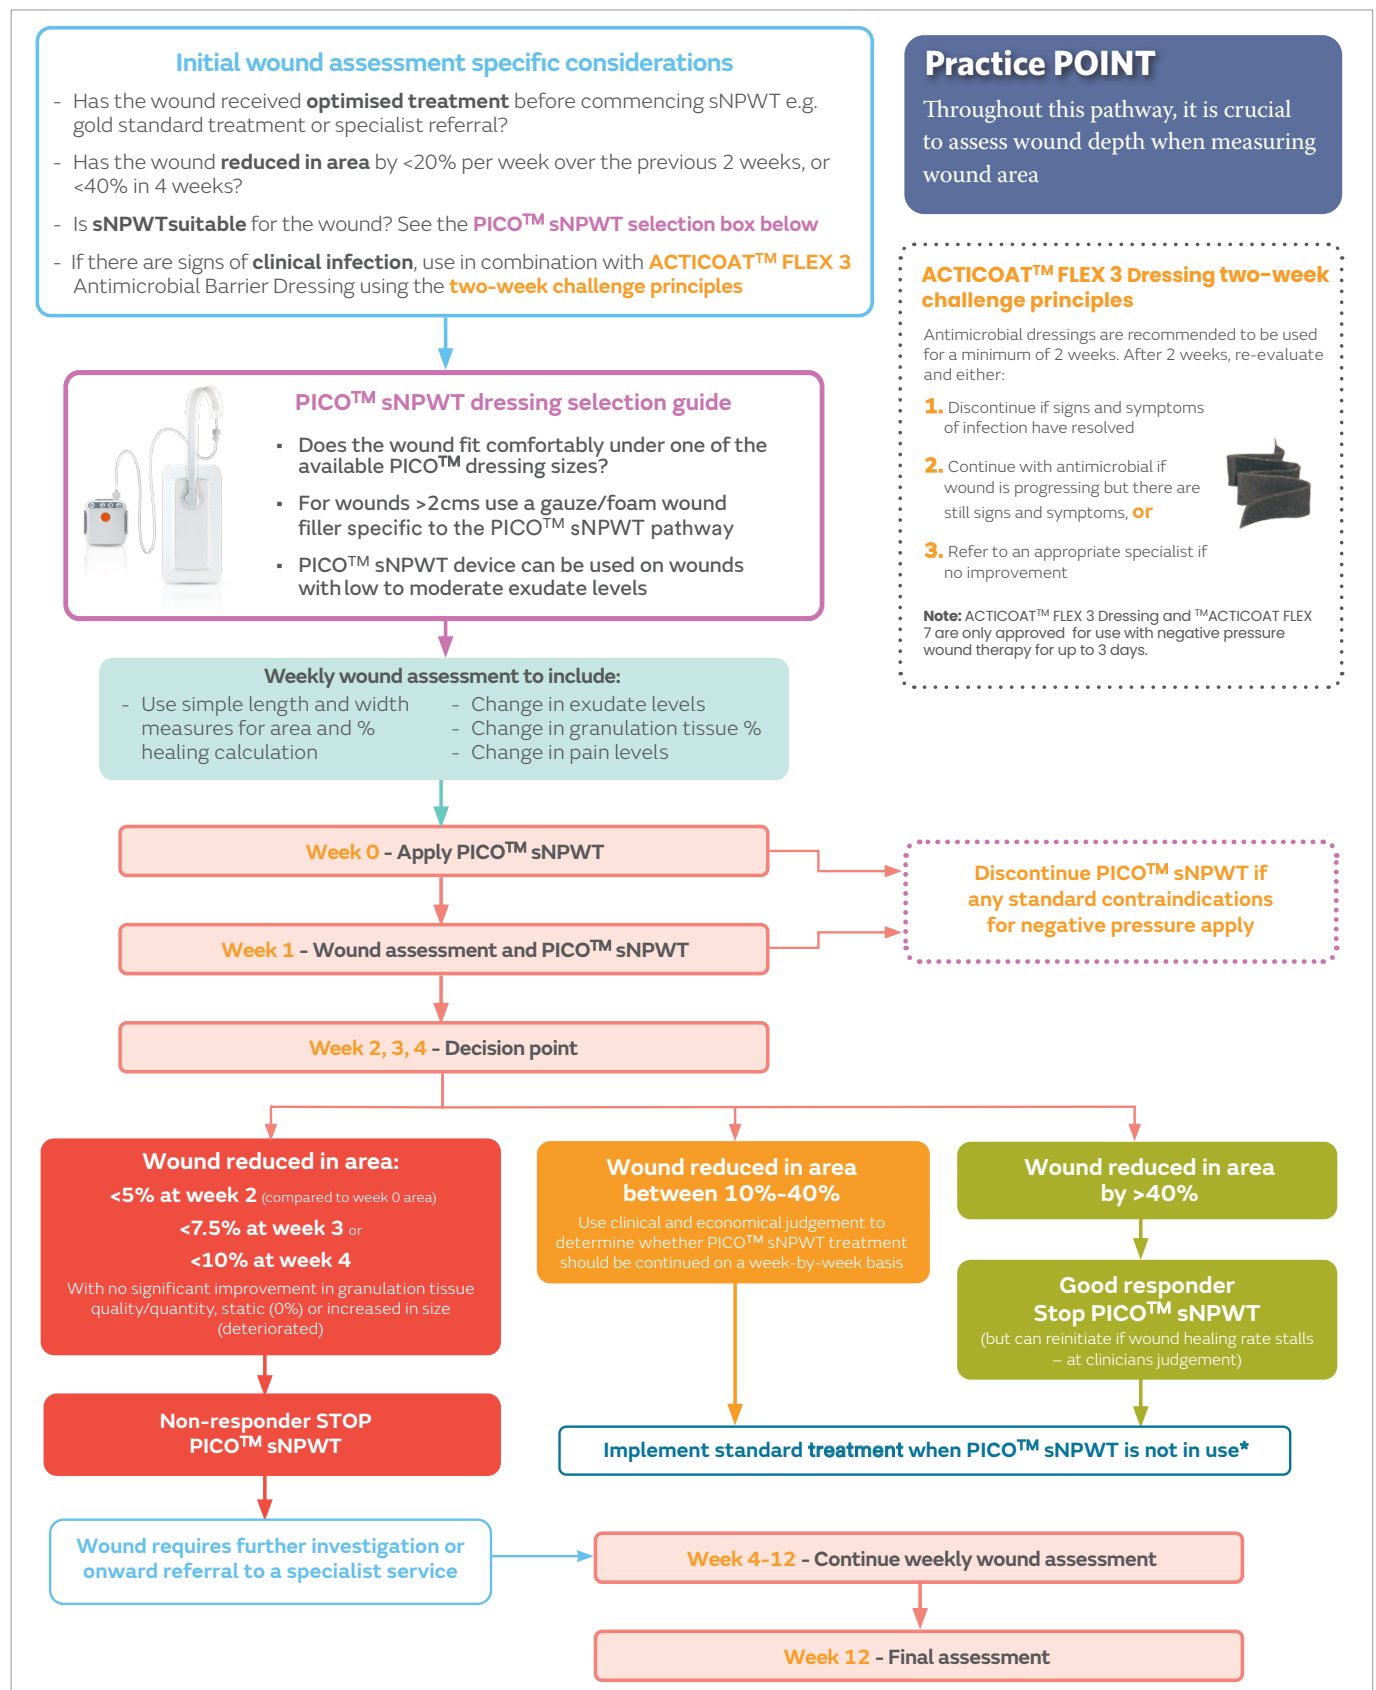 Initial wound assessment specific considerations
- Has the wound received optimised treatment before commencing sNPWT e.g.
gold standard treatment or specialist referral?
- Has the wound reduced in area by <20% per week over the previous 2 weeks, or
<40% in 4 weeks?
- Is sNPWTsuitable for the wound? See the PICO™ sNPWT selection box below
- If there are signs of clinical infection, use in combination with ACTICOAT™ FLEX 3
Antimicrobial Barrier Dressing using the two-week challenge principles
Practice POINT
Throughout this pathway, it is crucial
to assess wound depth when measuring
wound area
ACTICOAT™ FLEX 3 Dressing two-week
challenge principles
Antimicrobial dressings are recommended to be used
for a minimum of 2 weeks. After 2 weeks, re-evaluate
and either:
1. Discontinue if signs and symptoms
of infection have resolved
2. Continue with antimicrobial if
wound is progressing but there are
still signs and symptoms, or
3. Refer to an appropriate specialist if
no improvement
Note: ACTICOAT™ FLEX 3 Dressing and ™ACTICOAT FLEX
7 are only approved for use with negative pressure
wound therapy for up to 3 days.
PICO™ sNPWT dressing selection guide
▪ Does the wound fit comfortably under one of the
available PICO™ dressing sizes?
▪ For wounds >2cms use a gauze/foam wound
filler specific to the PICO™ sNPWT pathway
▪ PICO™ sNPWT device can be used on wounds
with low to moderate exudate levels
Weekly wound assessment to include:
- Use simple length and width
measures for area and %
healing calculation
- Change in exudate levels
- Change in granulation tissue %
- Change in pain levels
Week 0 - Apply PICO™ sNPWT
Week 1 - Wound assessment and PICO™ sNPWT
Discontinue PICO™ sNPWT if
any standard contraindications
for negative pressure apply
Week 2, 3, 4 - Decision point
Wound reduced in area:
<5% at week 2 (compared to week 0 area)
<7.5% at week 3 or
<10% at week 4
With no significant improvement in granulation tissue
quality/quantity, static (0%) or increased in size
(deteriorated)
Non-responder STOP
PICO™ sNPWT
Wound requires further investigation or
onward referral to a specialist service
Wound reduced in area
between 10%-40%
Use clinical and economical judgement to
determine whether PICO™ sNPWT treatment
should be continued on a week-by-week basis
Wound reduced in area
by >40%
Good responder
Stop PICO™ sNPWT
(but can reinitiate if wound healing rate stalls
– at clinicians judgement)
Implement standard treatment when PICO™ sNPWT is not in use*
Week 4-12 - Continue weekly wound assessment
Week 12 - Final assessment